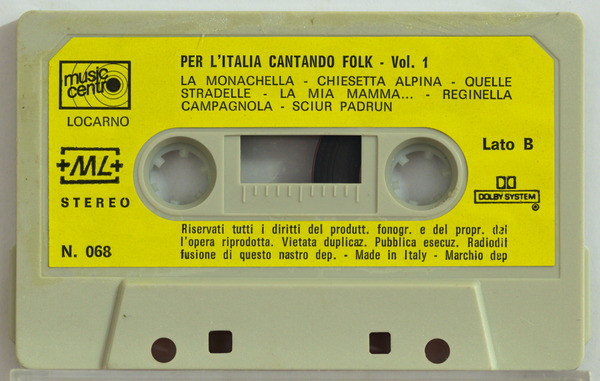 PER L'ITALIA CANTANDO FOLK - Vol. 1
LA MONACHELLA - CHIESETTA ALPINA - QUELLE
STRADELLE - LA MIA MAMMA... - REGINELLA
CAMPAGNOLA - SCIUR PADRUN
music
centro
LOCARNO
+ML+
STEREO
N. 068
Lato B
DOLBY SYSTEM
®
Riservati tutti i diritti del produtt. fonogr. e del propr. del
l'opera riprodotta. Vietata duplicaz. Pubblica esecuz. Radiodif
fusione di questo nastro dep. - Made in Italy - Marchio dep